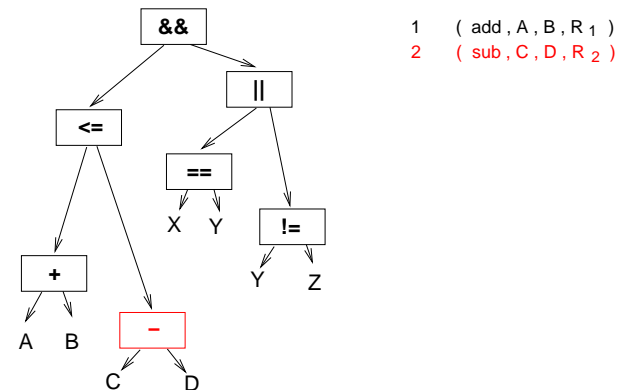 &&
1 ( add , A , B , R 1 )
2 ( sub , C , D , R 2 )
||
<=
==
X Y
!=
+
Y Z
A B
−
C D